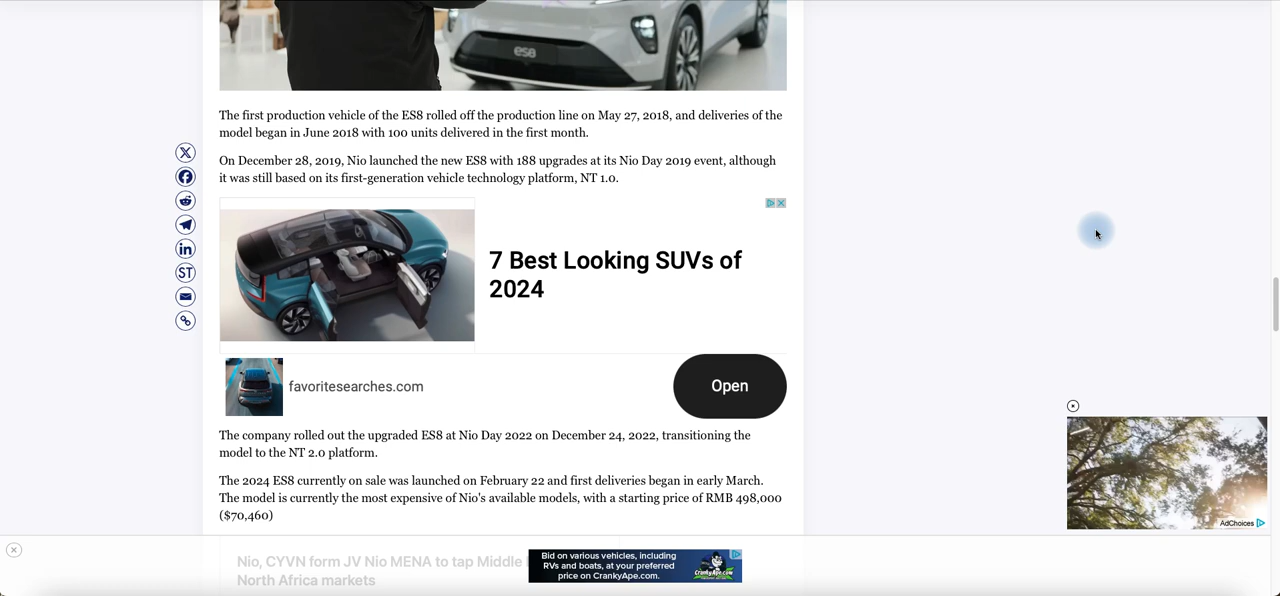 es8
The first production vehicle of the ES8 rolled off the production line on May 27, 2018, and deliveries of the
model began in June 2018 with 100 units delivered in the first month.
On December 28, 2019, Nio launched the new ES8 with 188 upgrades at its Nio Day 2019 event, although
it was still based on its first-generation vehicle technology platform, NT 1.0.
ST
7 Best Looking SUVs of
2024
favoritesearches.com
Open
The company rolled out the upgraded ES8 at Nio Day 2022 on December 24, 2022, transitioning the
model to the NT 2.0 platform.
The 2024 ES8 currently on sale was launched on February 22 and first deliveries began in early March.
The model is currently the most expensive of Nio's available models, with a starting price of RMB 498,000
($70,460)
AdChoices
Nio, CYVN form JV Nio MENA to tap Middle
North Africa markets
Bid on various vehicles, including
RVs and boats, at your preferred
price on CrankyApe.com.
CrankyApe.com